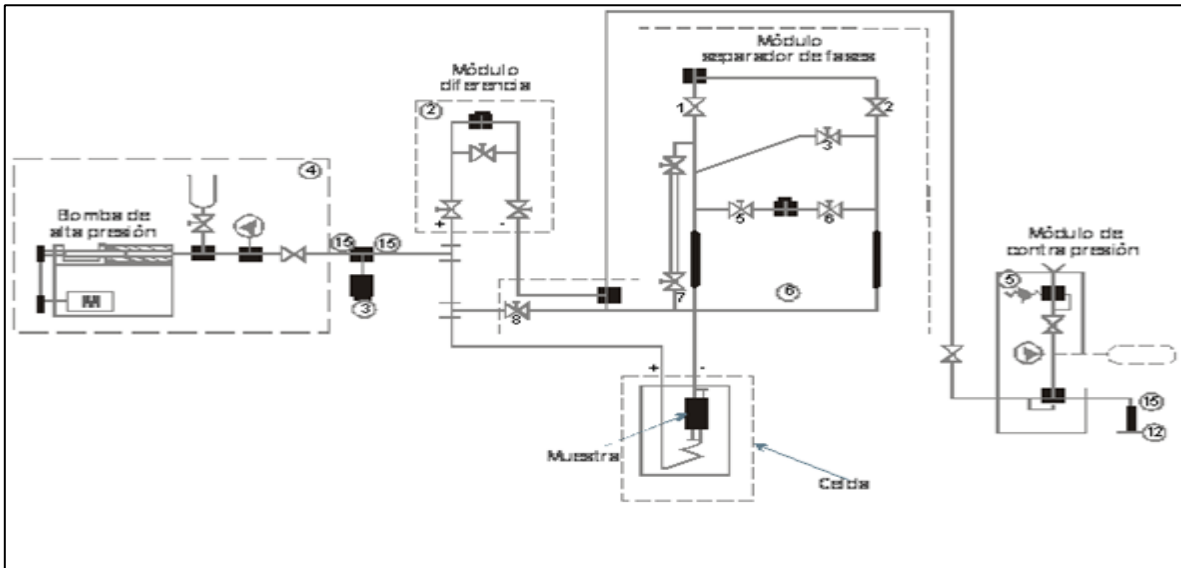 Módulo
separador de fases
Módulo
diferencia
2
1
2
3
4
Bomba de
alta presión
M
15
15
3
+
-
5
6
7
6
8
Módulo de
contra presión
5
+
-
15
12
Muestra
Celda